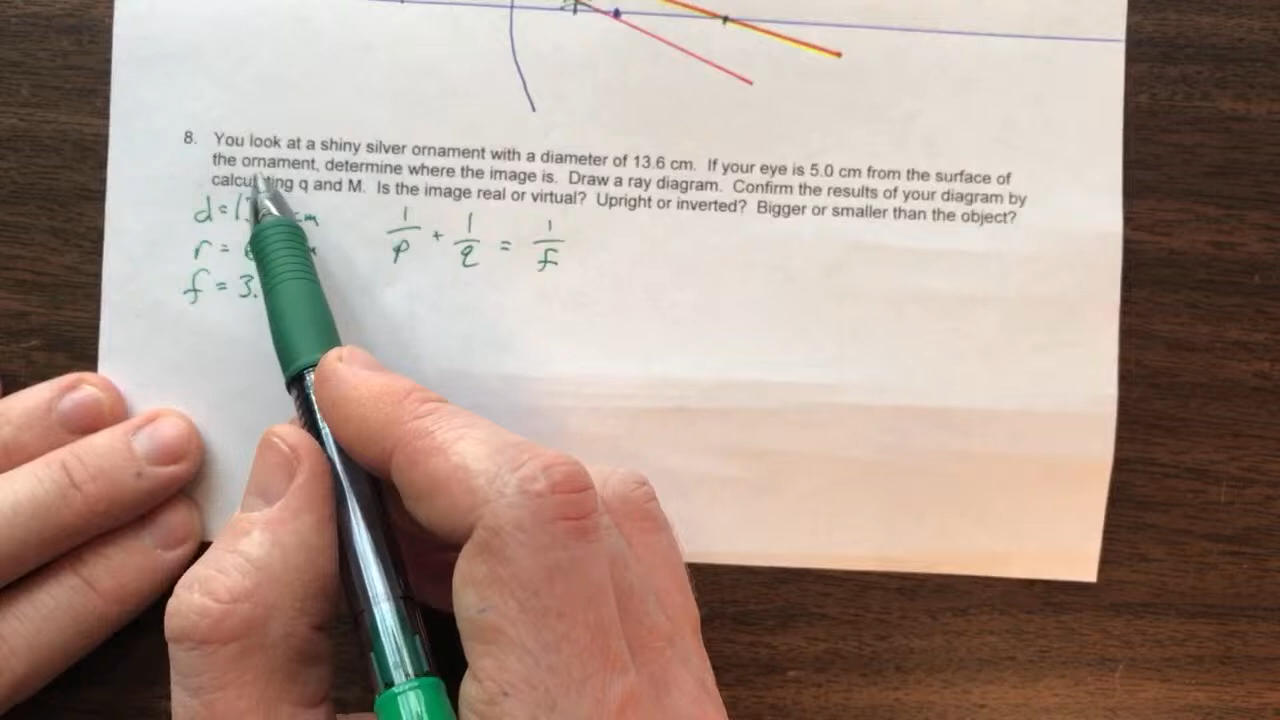 8. You look at a shiny silver ornament with a diameter of 13.6 cm. If your eye is 5.0 cm from the surface of
the ornament, determine where the image is. Draw a ray diagram. Confirm the results of your diagram by
q and M. Is the image real or virtual? Upright or inverted? Bigger or smaller than the object?
d = cm
r =
f = 3.
1/p + 1/q = 1/f